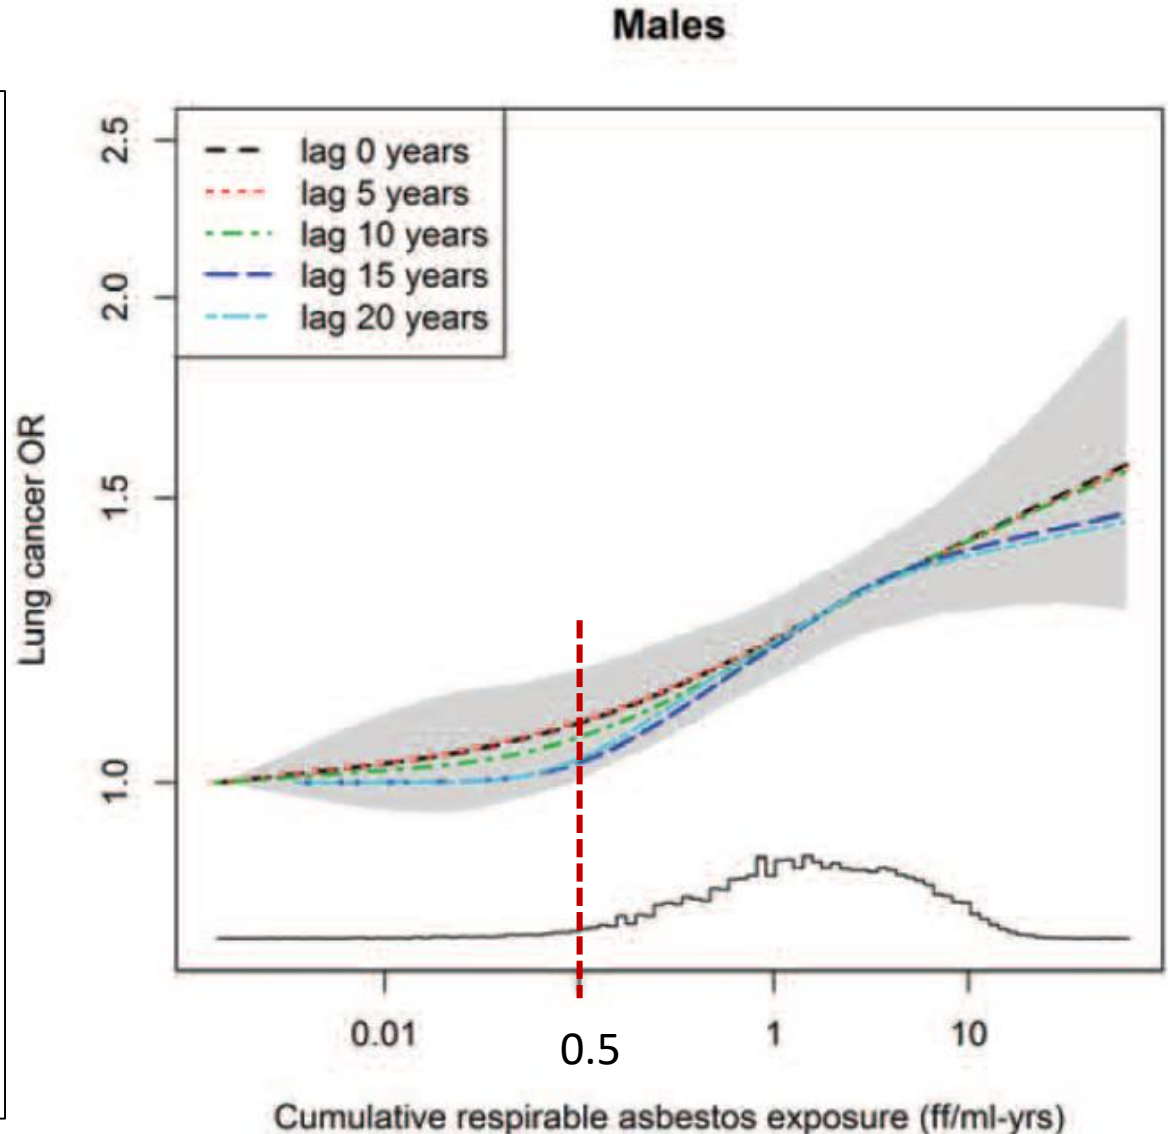 Males
2.5
2.0
1.5
1.0
Lung cancer OR
lag 0 years
lag 5 years
lag 10 years
lag 15 years
lag 20 years
0.01
0.5
1
10
Cumulative respirable asbestos exposure (ff/ml-yrs)